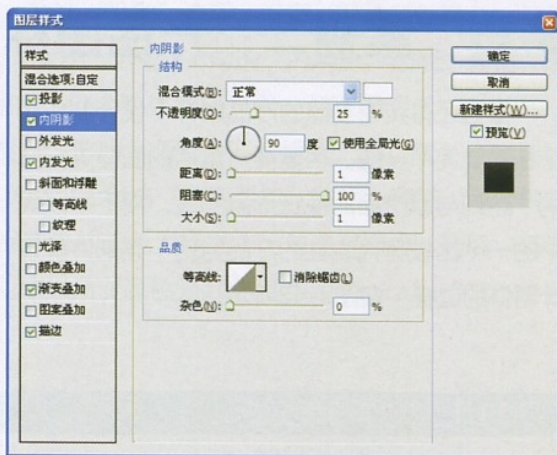 图层样式
样式
混合选项:自定
投影
内阴影
外发光
内发光
斜面和浮雕
等高线
纹理
光泽
颜色叠加
渐变叠加
图案叠加
描边
内阴影
结构
混合模式(B): 正常
不透明度(O): 25 %
角度(A): 90 度 使用全局光(G)
距离(D): 1 像素
阻塞(C): 100 %
大小(S): 1 像素
品质
等高线: 消除锯齿(L)
杂色(N): 0 %
确定
取消
新建样式(W)...
预览(V)